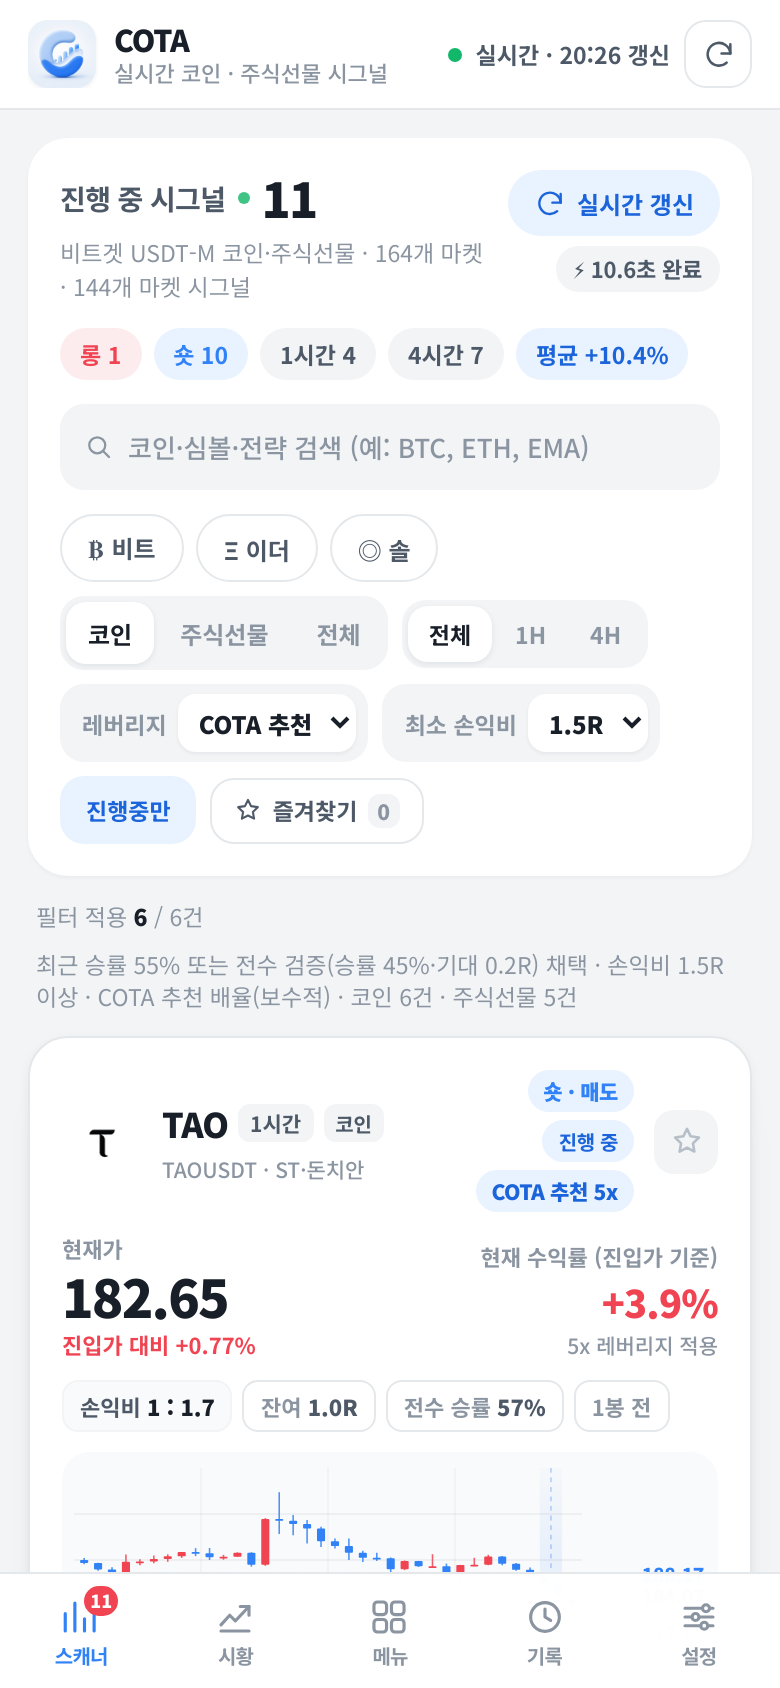 COTA
실시간 코인 · 주식선물 시그널
실시간 · 20:26 갱신
진행 중 시그널 11
실시간 갱신
비트겟 USDT-M 코인·주식선물 · 164개 마켓
· 144개 마켓 시그널
⚡ 10.6초 완료
롱 1 숏 10 1시간 4 4시간 7 평균 +10.4%
코인·심볼·전략 검색 (예: BTC, ETH, EMA)
₿ 비트 Ξ 이더 ◎ 솔
코인 주식선물 전체 전체 1H 4H
레버리지 COTA 추천 최소 손익비 1.5R
진행중만 즐겨찾기 0
필터 적용 6 / 6건
최근 승률 55% 또는 전수 검증(승률 45%·기대 0.2R) 채택 · 손익비 1.5R
이상 · COTA 추천 배율(보수적) · 코인 6건 · 주식선물 5건
TAO 1시간 코인
TAOUSDT · ST·돈치안
숏 · 매도
진행 중
COTA 추천 5x
현재가
182.65
진입가 대비 +0.77%
현재 수익률 (진입가 기준)
+3.9%
5x 레버리지 적용
손익비 1 : 1.7 잔여 1.0R 전수 승률 57% 1봉 전
11
스캐너 시황 메뉴 기록 설정